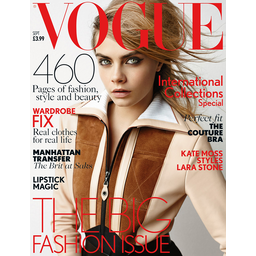 VOGUE
SEPT
£3.99
460
Pages of fashion,
style and beauty
WARDROBE
FIX
Real clothes
for real life
MANHATTAN
TRANSFER
The Brit at Saks
LIPSTICK
MAGIC
International
Collections
Special
Perfect fit
THE
COUTURE
BRA
KATE MOSS
STYLES
LARA STONE
THE BIG
FASHION ISSUE